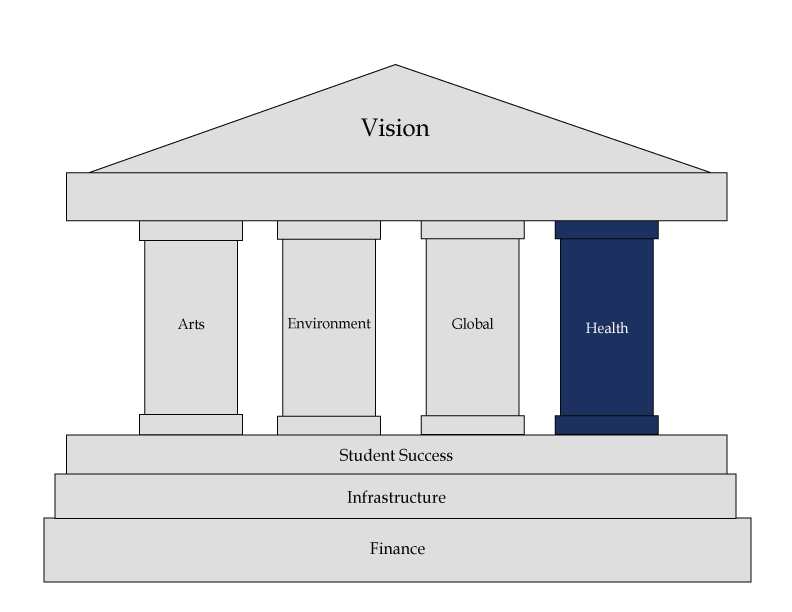 Vision
Arts
Environment
Global
Health
Student Success
Infrastructure
Finance